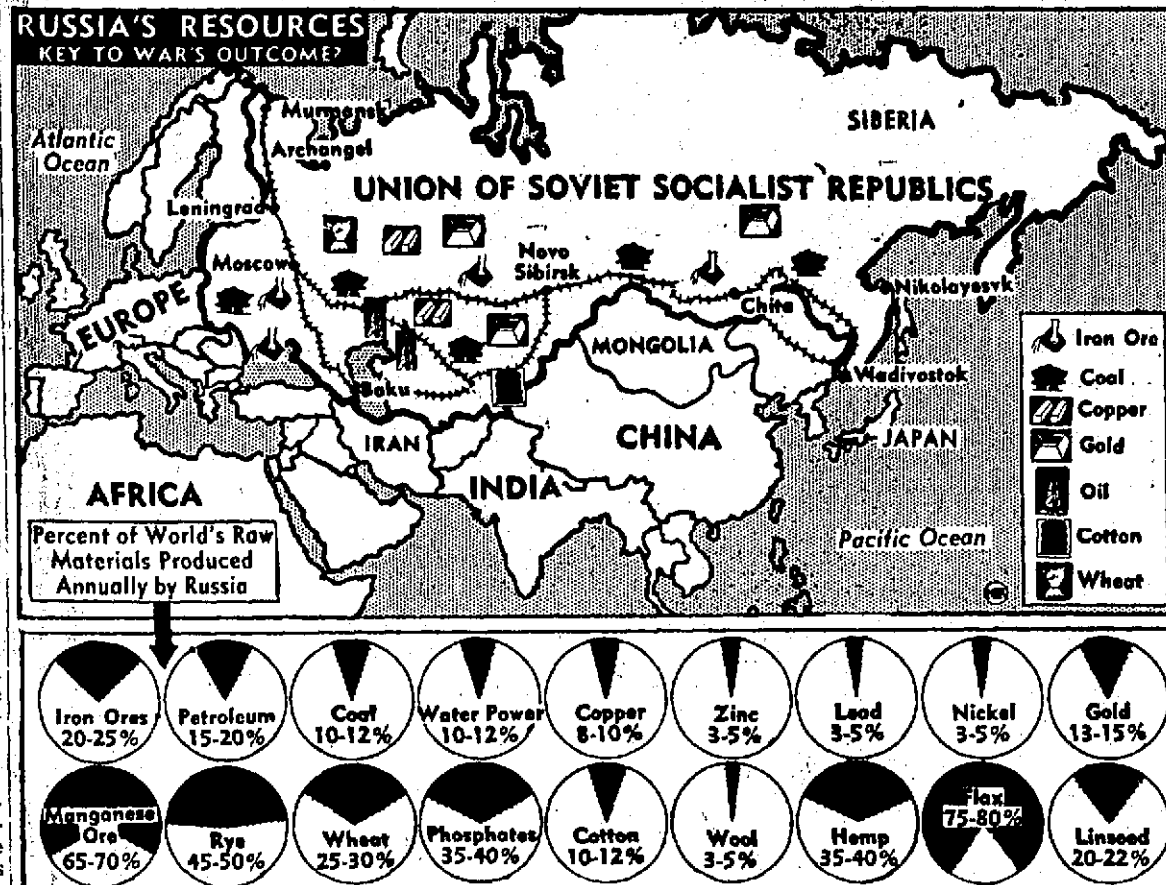 RUSSIA'S RESOURCES
KEY TO WAR'S OUTCOME?
Murmansk
Archangel
Atlantic
Ocean
SIBERIA
UNION OF SOVIET SOCIALIST REPUBLICS
Leningrad
Moscow
Novo
Sibirsk
Nikolayesvk
Chita
EUROPE
MONGOLIA
Wadivostok
Baku
IRAN
CHINA
JAPAN
INDIA
AFRICA
Pacific Ocean
Iron Ore
Coal
Copper
Gold
Oil
Cotton
Wheat
Percent of World's Raw
Materials Produced
Annually by Russia
Iron Ores
20-25%
Petroleum
15-20%
Coal
10-12%
Water Power
10-12%
Copper
8-10%
Zinc
3-5%
Lead
3-5%
Nickel
3-5%
Gold
13-15%
Manganese
Ore
65-70%
Rye
45-50%
Wheat
25-30%
Phosphates
35-40%
Cotton
10-12%
Wool
3-5%
Hemp
35-40%
Flax
75-80%
Linseed
20-22%